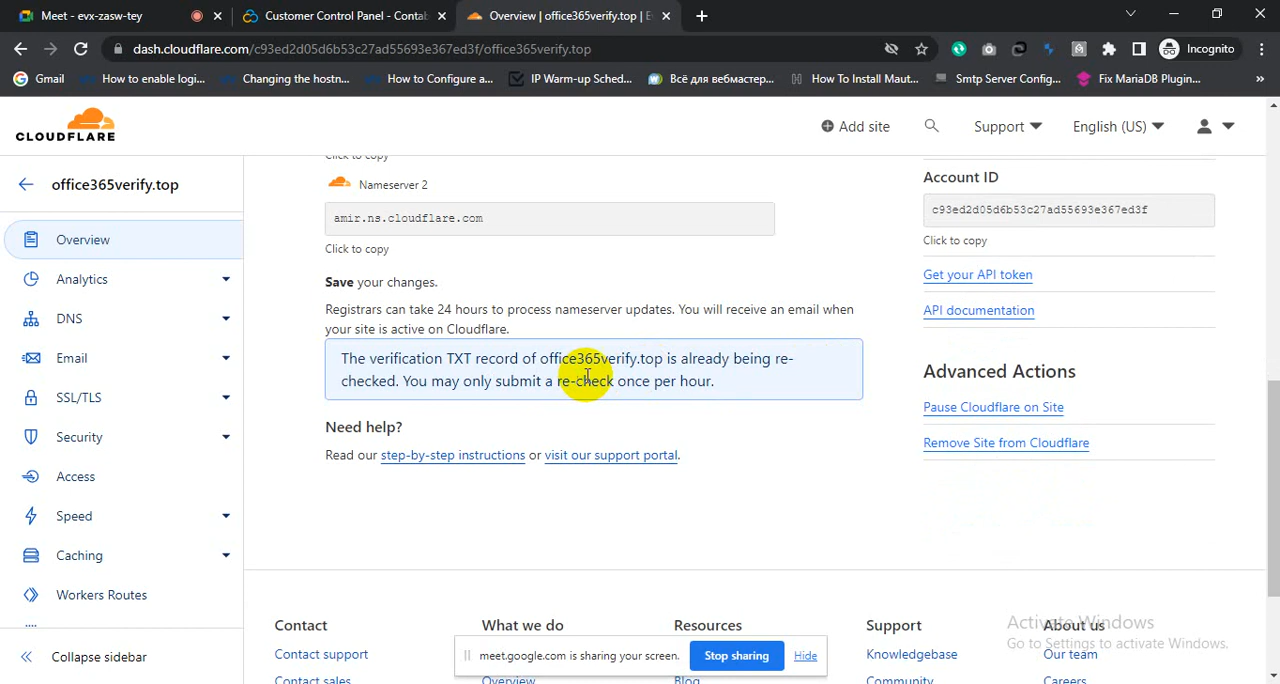 Meet - evx-zasw-tey
Customer Control Panel - Contab
Overview | office365verify.top |
dash.cloudflare.com/c93ed2d05d6b53c27ad55693e367ed3f/office365verify.top
Incognito
Gmail
How to enable logi...
Changing the hostn...
How to Configure a...
IP Warm-up Sched...
Всё для вебмастер...
How To Install Maut...
Smtp Server Config...
Fix MariaDB Plugin...
»
CLOUDFLARE
Add site
Support
English (US)
office365verify.top
Overview
Analytics
DNS
Email
SSL/TLS
Security
Access
Speed
Caching
Workers Routes
Collapse sidebar
Click to copy
Nameserver 2
amir.ns.cloudflare.com
Click to copy
Save your changes.
Registrars can take 24 hours to process nameserver updates. You will receive an email when
your site is active on Cloudflare.
The verification TXT record of office365verify.top is already being re-
checked. You may only submit a re-check once per hour.
Need help?
Read our step-by-step instructions or visit our support portal.
Account ID
c93ed2d05d6b53c27ad55693e367ed3f
Click to copy
Get your API token
API documentation
Advanced Actions
Pause Cloudflare on Site
Remove Site from Cloudflare
Contact
Contact support
Contact sales
What we do
Overview
Resources
Blog
Support
Knowledgebase
Community
About us
Our team
Careers
meet.google.com is sharing your screen.
Stop sharing
Hide
Activate Windows
Go to Settings to activate Windows.